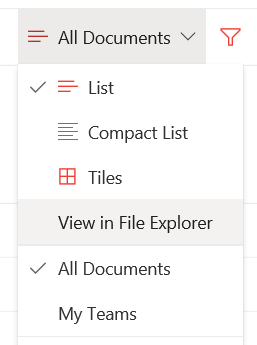 All Documents
List
Compact List
Tiles
View in File Explorer
All Documents
My Teams